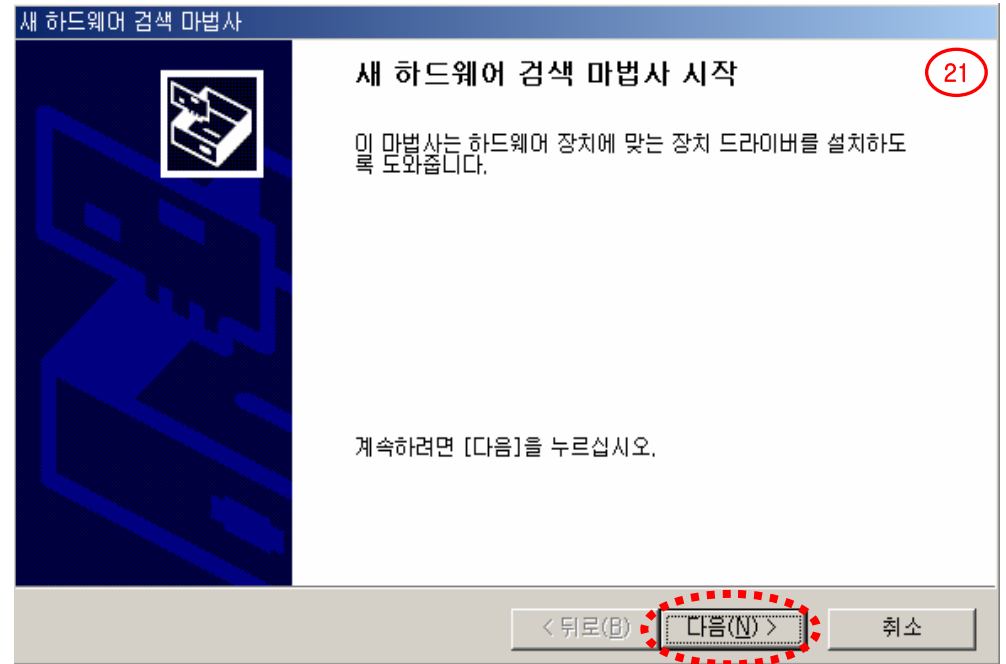 새 하드웨어 검색 마법사
새 하드웨어 검색 마법사 시작
21
이 마법사는 하드웨어 장치에 맞는 장치 드라이버를 설치하도
록 도와줍니다.
계속하려면 [다음]을 누르십시오.
< 뒤로(B) 다음(N) > 취소